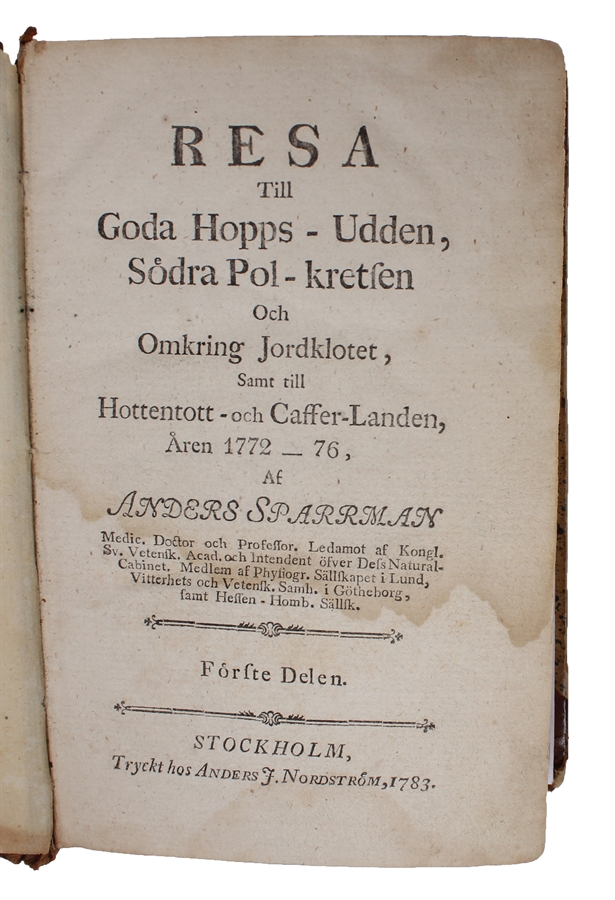 RESA
Till
Goda Hopps - Udden,
Södra Pol - kretſen
Och
Omkring Jordklotet,
Samt till
Hottentott - och Caffer-Landen,
Åren 1772 — 76,
Af
ANDERS SPARRMAN
Medic. Doctor och Profeſſor. Ledamot af Kongl.
Sv. Vetenſk. Acad. och Intendent öfver Deſs Natural-
Cabinet, Medlem af Phyſiogr. Sällſkapet i Lund,
Vitterhets och Vetenſk. Samh. i Götheborg,
ſamt Heſſen - Homb. Sällſk.
Förſte Delen.
STOCKHOLM,
Tryckt hos ANDERS J. NORDSTRÖM, 1783.